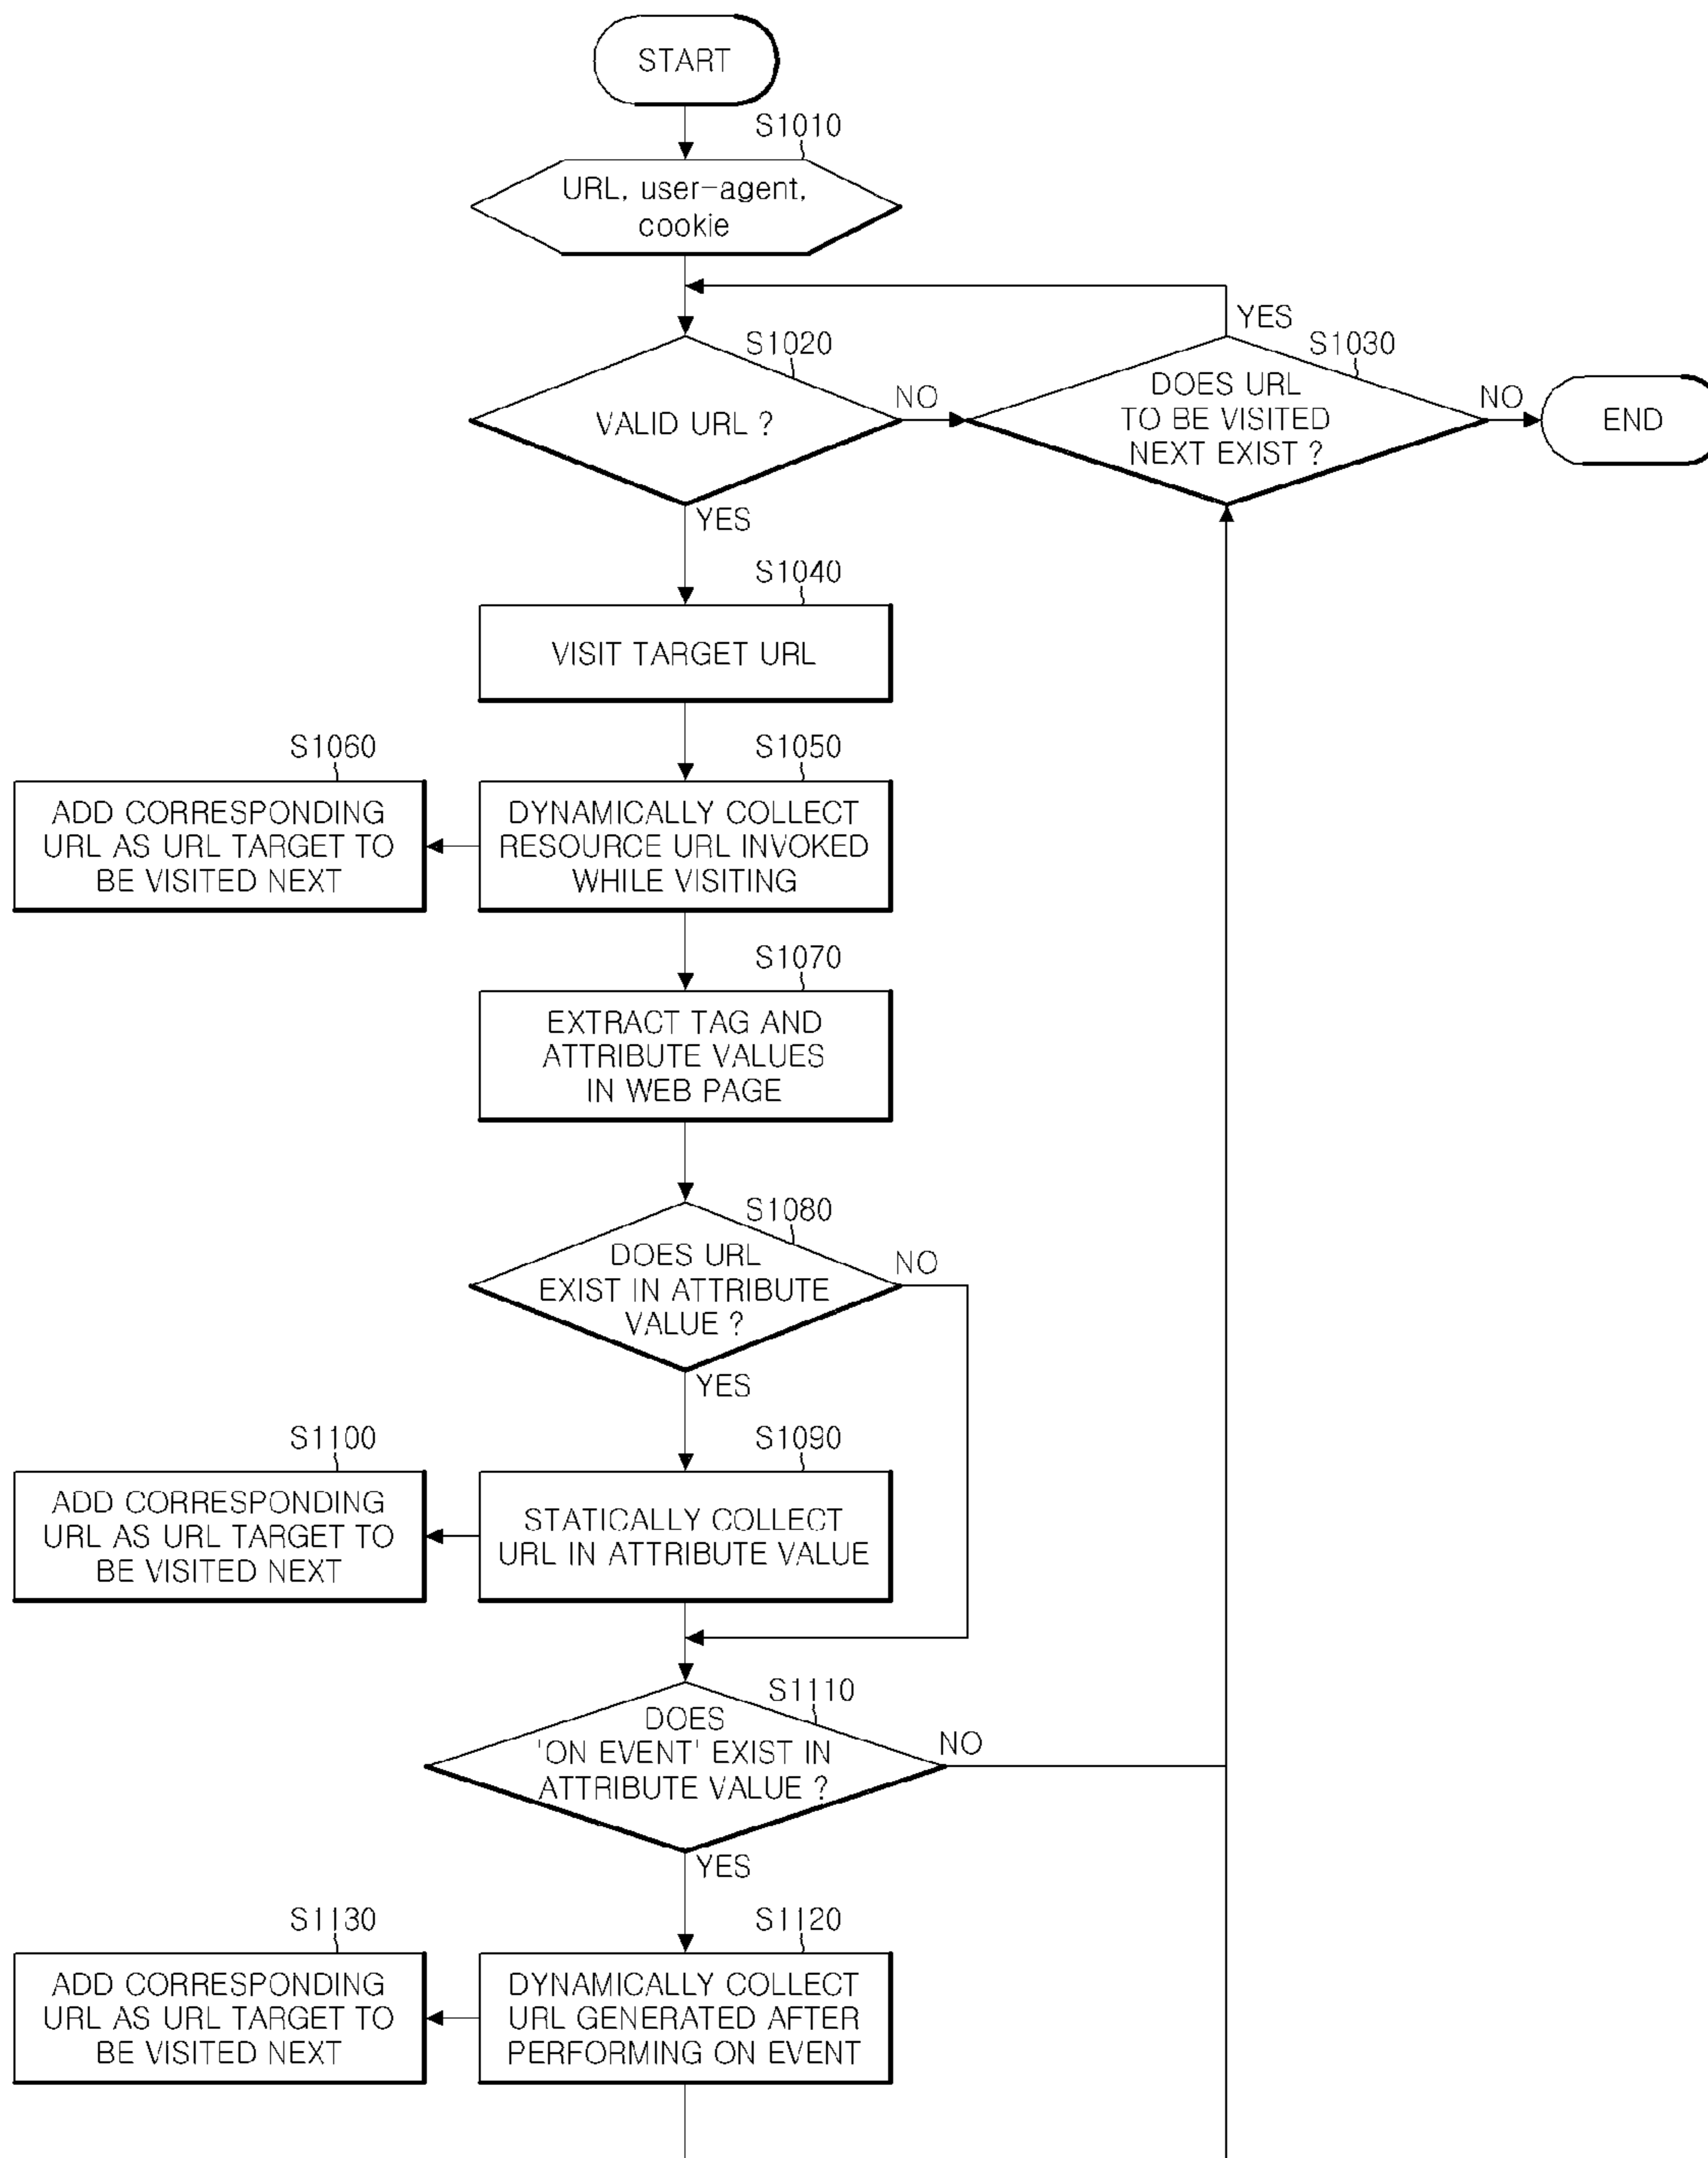 START
S1010
URL, user-agent,
cookie
YES
S1020
S1030
VALID URL ?
NO
DOES URL
TO BE VISITED
NEXT EXIST ?
NO
END
YES
S1040
VISIT TARGET URL
S1060
S1050
ADD CORRESPONDING
URL AS URL TARGET TO
BE VISITED NEXT
DYNAMICALLY COLLECT
RESOURCE URL INVOKED
WHILE VISITING
S1070
EXTRACT TAG AND
ATTRIBUTE VALUES
IN WEB PAGE
S1080
DOES URL
EXIST IN ATTRIBUTE
VALUE ?
NO
YES
S1100
S1090
ADD CORRESPONDING
URL AS URL TARGET TO
BE VISITED NEXT
STATICALLY COLLECT
URL IN ATTRIBUTE VALUE
S1110
DOES
'ON EVENT' EXIST IN
ATTRIBUTE VALUE ?
NO
YES
S1130
S1120
ADD CORRESPONDING
URL AS URL TARGET TO
BE VISITED NEXT
DYNAMICALLY COLLECT
URL GENERATED AFTER
PERFORMING ON EVENT